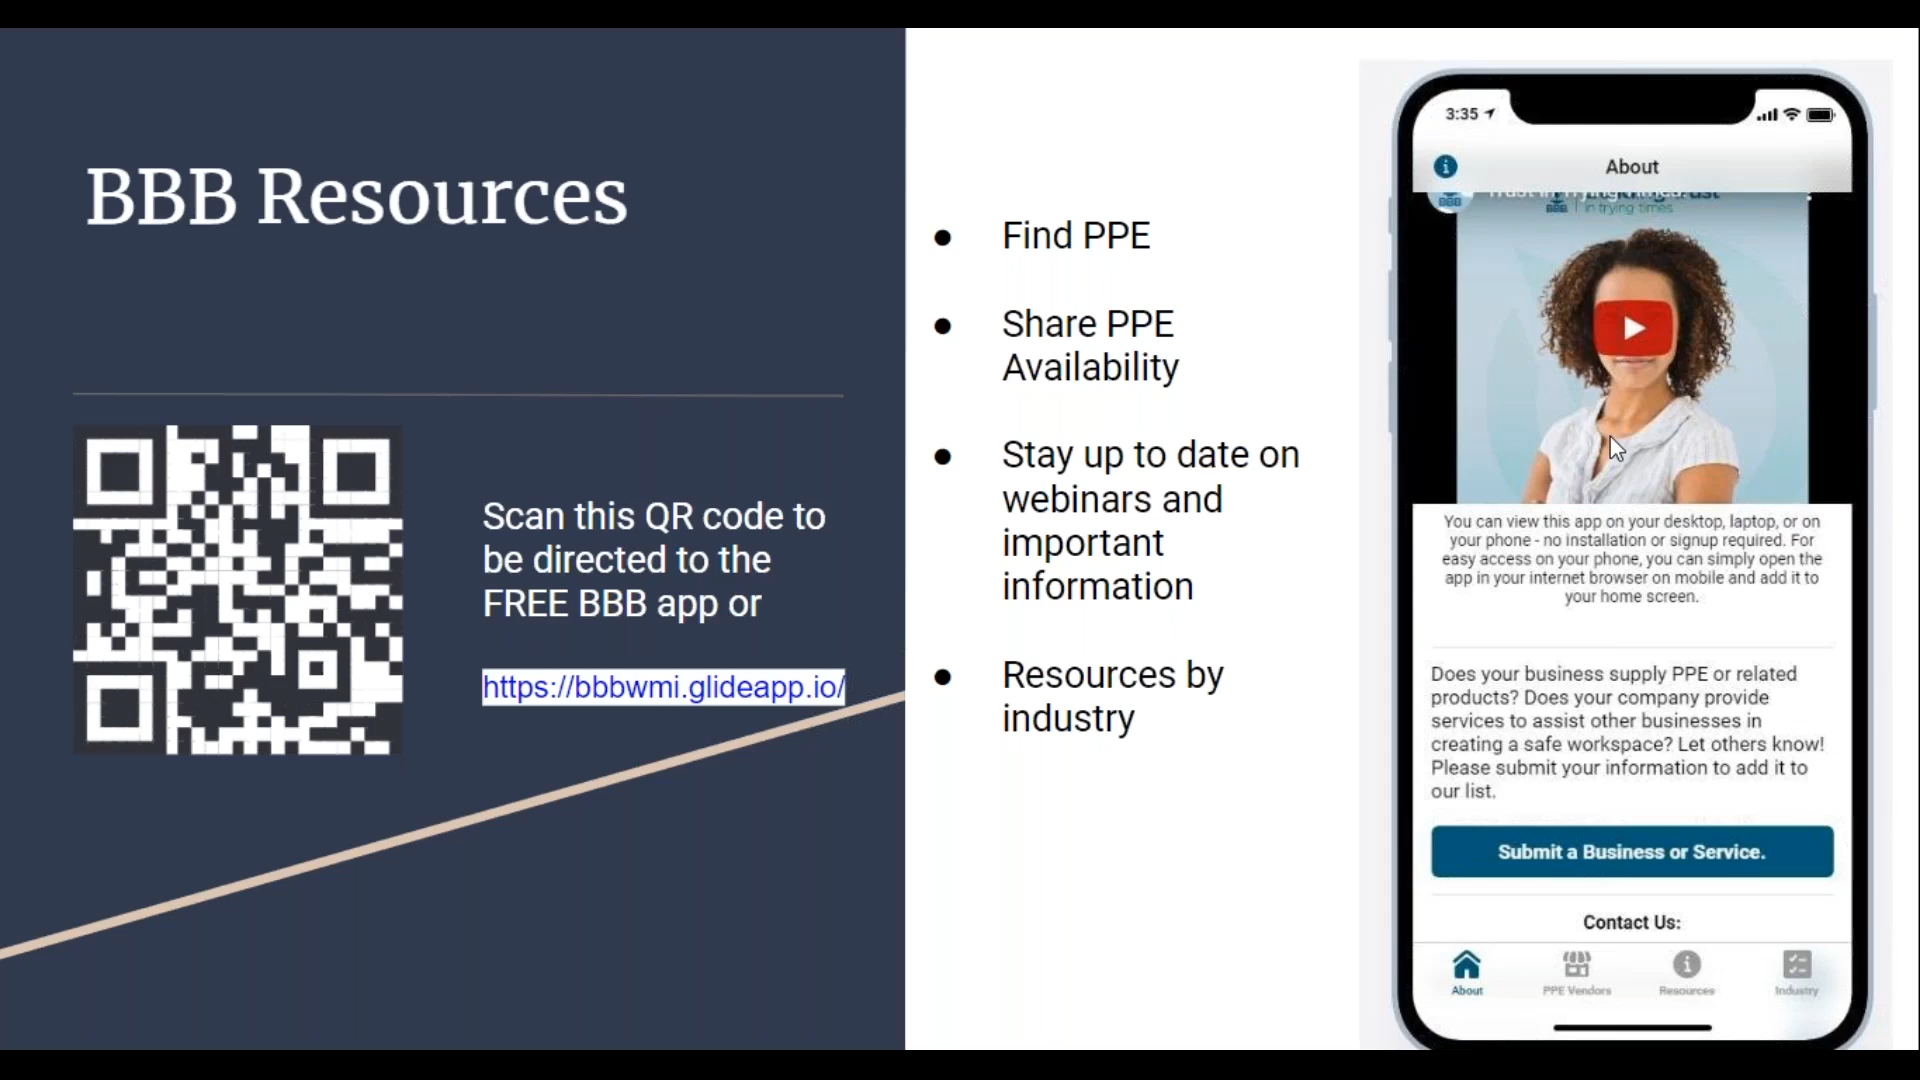 BBB Resources
Scan this QR code to
be directed to the
FREE BBB app or
https://bbbwmi.glideapp.io/
● Find PPE
● Share PPE
Availability
● Stay up to date on
webinars and
important
information
● Resources by
industry
3:35
About
BBB
in trying times
You can view this app on your desktop, laptop, or on
your phone - no installation or signup required. For
easy access on your phone, you can simply open the
app in your internet browser on mobile and add it to
your home screen.
Does your business supply PPE or related
products? Does your company provide
services to assist other businesses in
creating a safe workspace? Let others know!
Please submit your information to add it to
our list.
Submit a Business or Service.
Contact Us:
About
PPE Vendors
Resources
Industry